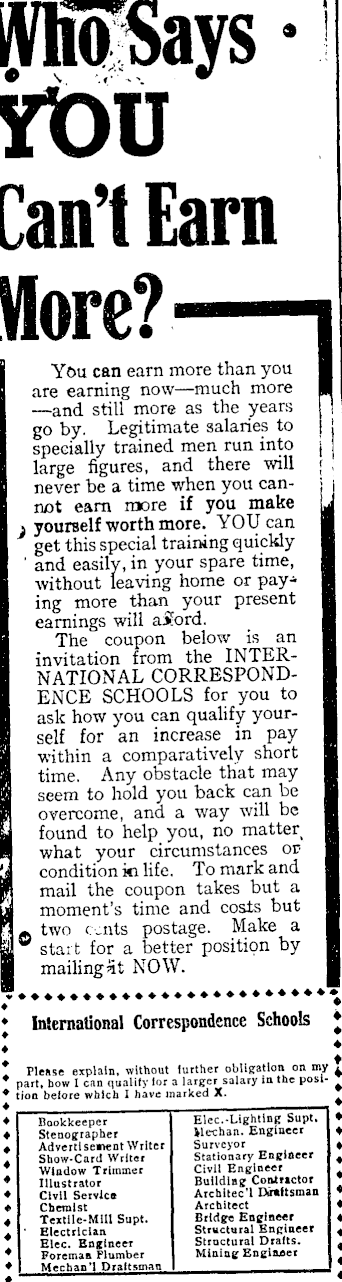 Who Says
YOU
Can't Earn
More?
You can earn more than you
are earning now—much more
—and still more as the years
go by. Legitimate salaries to
specially trained men run into
large figures, and there will
never be a time when you can-
not earn more if you make
yourself worth more. YOU can
get this special training quickly
and easily, in your spare time,
without leaving home or pay-
ing more than your present
earnings will afford.
The coupon below is an
invitation from the INTER-
NATIONAL CORRESPOND-
ENCE SCHOOLS for you to
ask how you can qualify your-
self for an increase in pay
within a comparatively short
time. Any obstacle that may
seem to hold you back can be
overcome, and a way will be
found to help you, no matter
what your circumstances or
condition in life. To mark and
mail the coupon takes but a
moment's time and costs but
two cents postage. Make a
start for a better position by
mailing it NOW.
International Correspondence Schools
Please explain, without further obligation on my
part, how I can qualify for a larger salary in the posi-
tion before which I have marked X.
Bookkeeper
Stenographer
Advertisement Writer
Show-Card Writer
Window Trimmer
Illustrator
Civil Service
Chemist
Textile-Mill Supt.
Electrician
Elec. Engineer
Foreman Plumber
Mechan'l Draftsman
Elec.-Lighting Supt.
Mechan. Engineer
Surveyor
Stationary Engineer
Civil Engineer
Building Contractor
Architec'l Draftsman
Architect
Bridge Engineer
Structural Engineer
Structural Drafts.
Mining Engineer